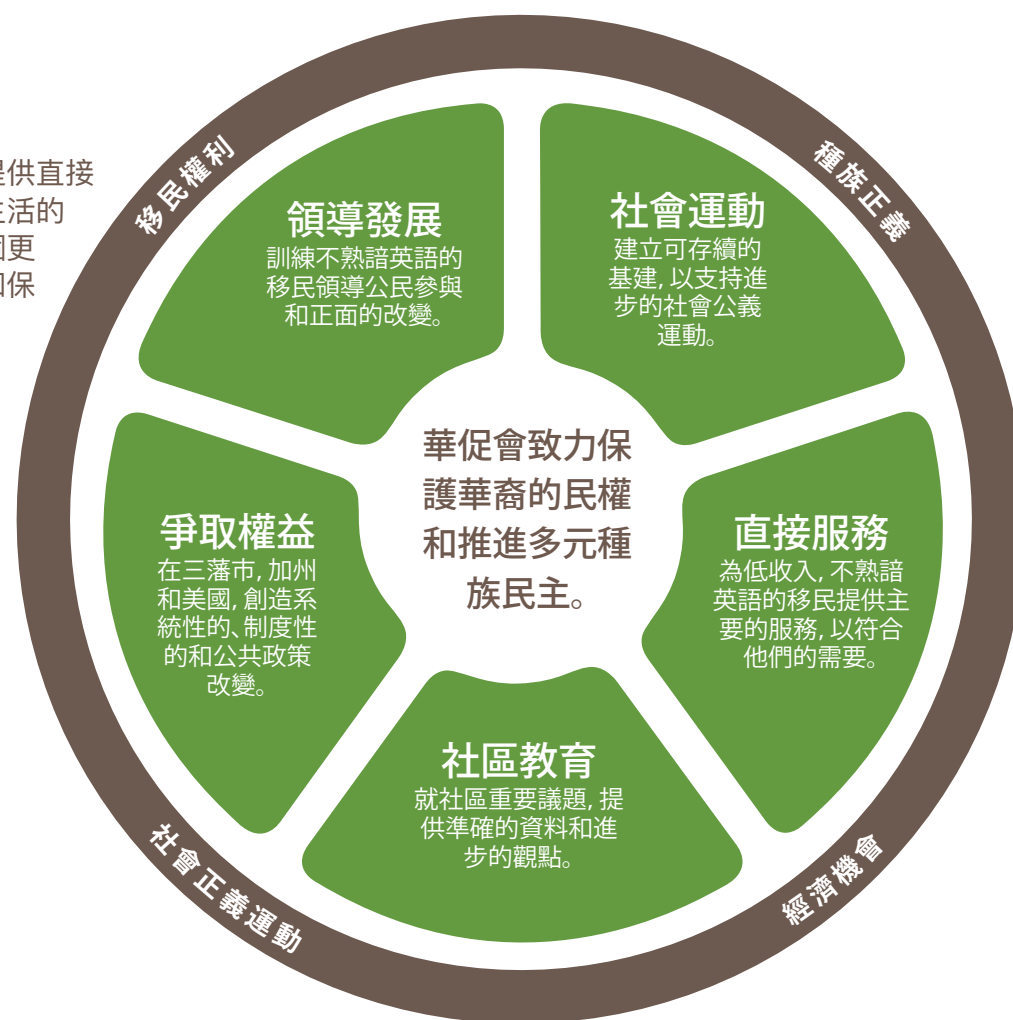 供直接
活的
更
保
移民權利
種族正義
領導發展
訓練不熟諳英語的
移民領導公民參與
和正面的改變。
社會運動
建立可存續的
基建, 以支持進
步的社會公義
運動。
華促會致力保
護華裔的民權
和推進多元種
族民主。
爭取權益
在三藩市, 加州
和美國, 創造系
統性的、制度性
的和公共政策
改變。
直接服務
為低收入, 不熟諳
英語的移民提供主
要的服務, 以符合
他們的需要。
社區教育
就社區重要議題, 提
供準確的資料和進
步的觀點。
社會正義運動
經濟機會